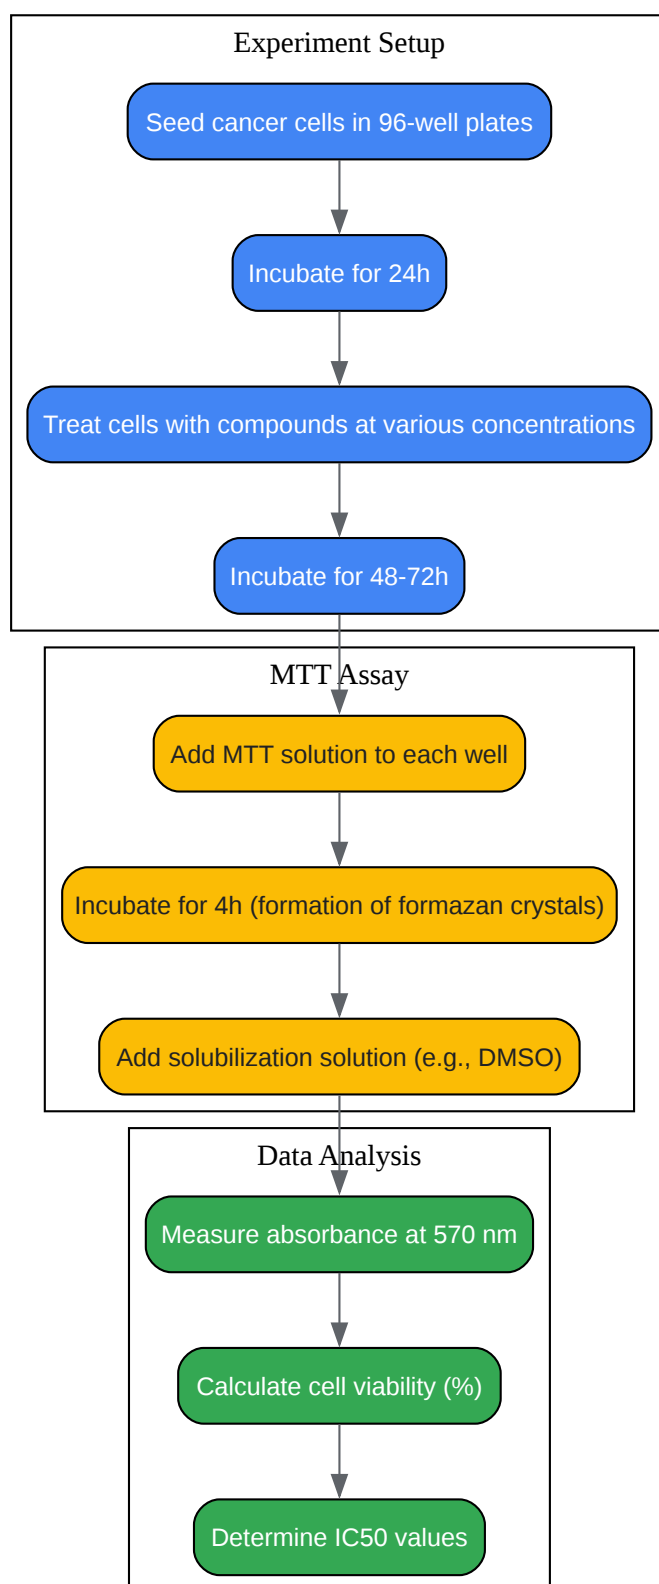 Experiment Setup
Seed cancer cells in 96-well plates
Incubate for 24h
Treat cells with compounds at various concentrations
Incubate for 48-72h
MTT Assay
Add MTT solution to each well
Incubate for 4h (formation of formazan crystals)
Add solubilization solution (e.g., DMSO)
Data Analysis
Measure absorbance at 570 nm
Calculate cell viability (%)
Determine IC50 values